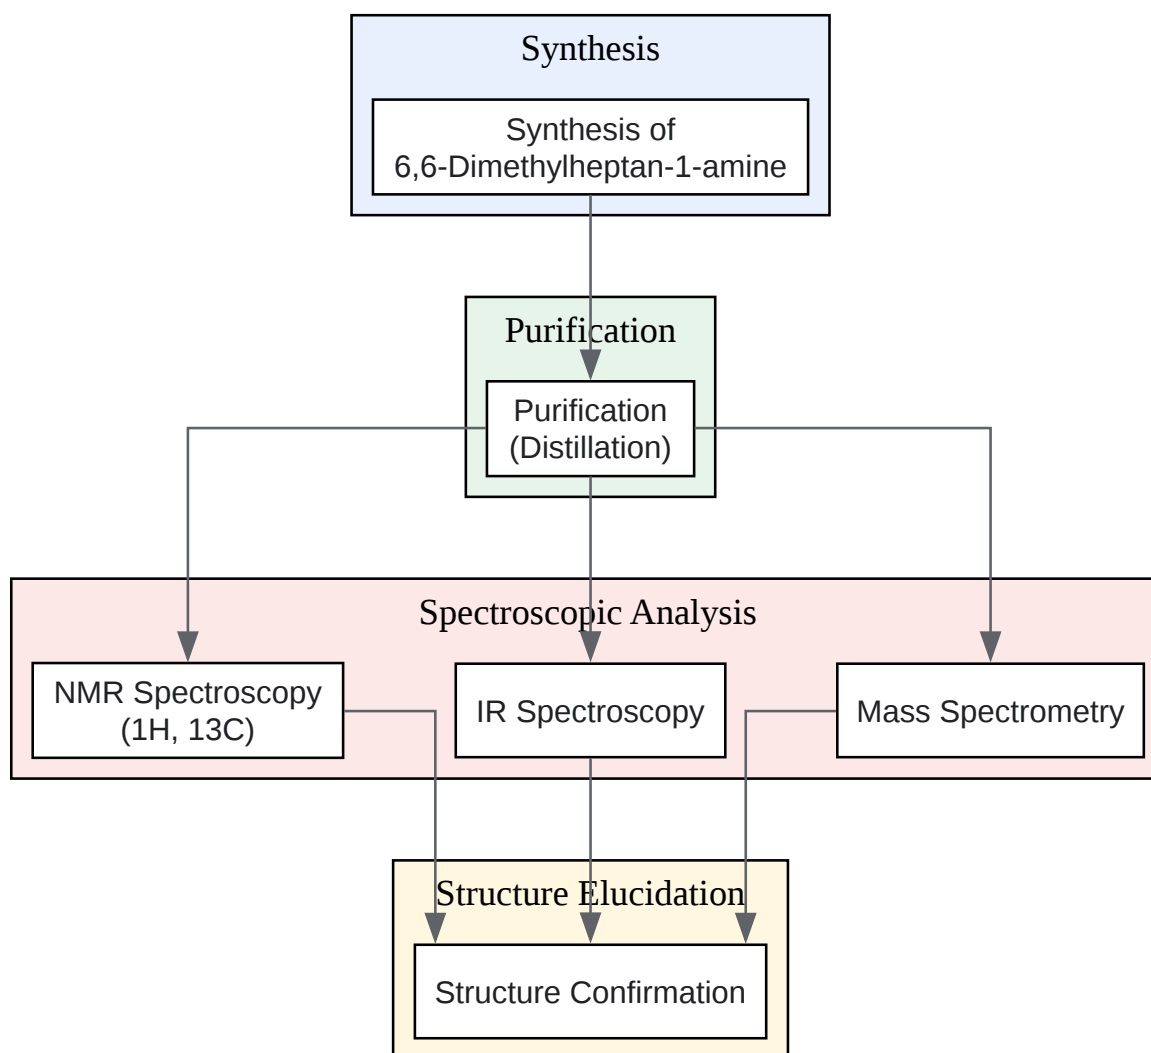 Synthesis
Synthesis of
6,6-Dimethylheptan-1-amine
Purification
Purification
(Distillation)
Spectroscopic Analysis
NMR Spectroscopy
(1H, 13C)
IR Spectroscopy
Mass Spectrometry
Structure Elucidation
Structure Confirmation